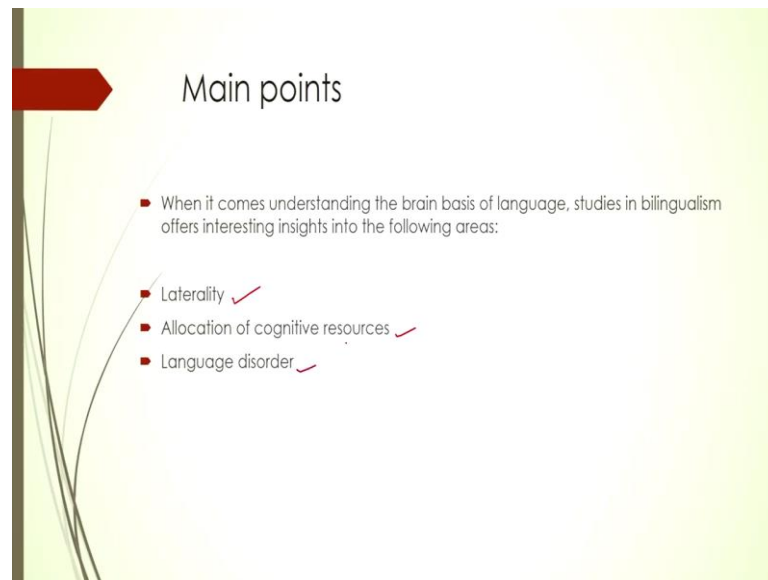 Main points
When it comes understanding the brain basis of language, studies in bilingualism
offers interesting insights into the following areas:
Laterality
Allocation of cognitive resources
Language disorder